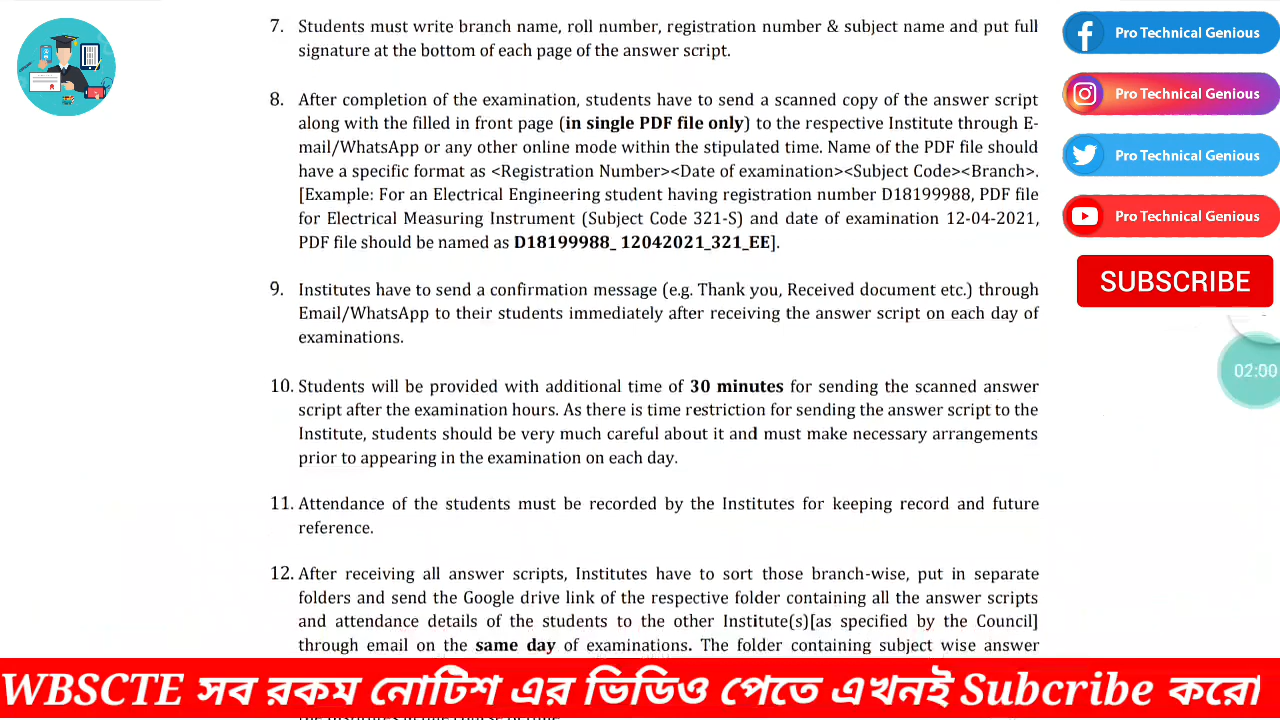 7. Students must write branch name, roll number, registration number & subject name and put full
signature at the bottom of each page of the answer script.
8. After completion of the examination, students have to send a scanned copy of the answer script
along with the filled in front page (in single PDF file only) to the respective Institute through E-
mail/WhatsApp or any other online mode within the stipulated time. Name of the PDF file should
have a specific format as <Registration Number><Date of examination><Subject Code><Branch>.
[Example: For an Electrical Engineering student having registration number D18199988, PDF file
for Electrical Measuring Instrument (Subject Code 321-S) and date of examination 12-04-2021,
PDF file should be named as D18199988_ 12042021_321_EE].
9. Institutes have to send a confirmation message (e.g. Thank you, Received document etc.) through
Email/WhatsApp to their students immediately after receiving the answer script on each day of
examinations.
10. Students will be provided with additional time of 30 minutes for sending the scanned answer
script after the examination hours. As there is time restriction for sending the answer script to the
Institute, students should be very much careful about it and must make necessary arrangements
prior to appearing in the examination on each day.
11. Attendance of the students must be recorded by the Institutes for keeping record and future
reference.
12. After receiving all answer scripts, Institutes have to sort those branch-wise, put in separate
folders and send the Google drive link of the respective folder containing all the answer scripts
and attendance details of the students to the other Institute(s)[as specified by the Council]
through email on the same day of examinations. The folder containing subject wise answer
Pro Technical Genious
Pro Technical Genious
Pro Technical Genious
Pro Technical Genious
SUBSCRIBE
02:00
WBSCTE সব রকম নোটিশ এর ভিডিও পেতে এখনই Subcribe করো